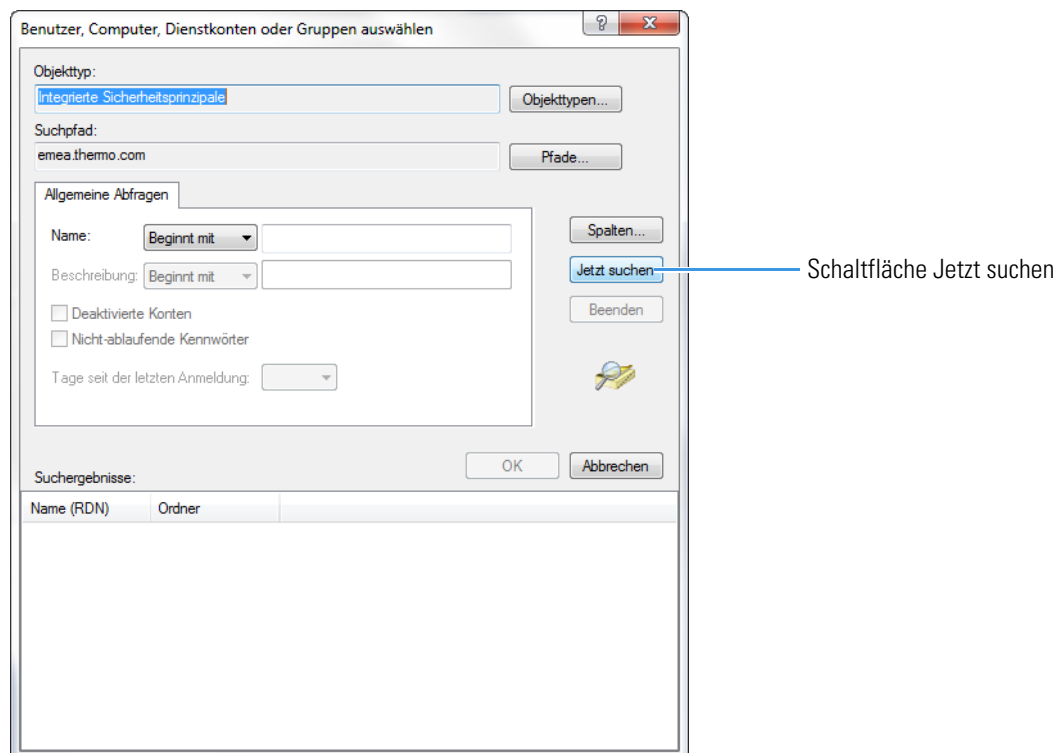 Benutzer, Computer, Dienstkonten oder Gruppen auswählen
Objekttyp:
Integrierte Sicherheitsprinzipale
Objekttypen...
Suchpfad:
emea.thermo.com
Pfade...
Allgemeine Abfragen
Name:
Beginnt mit
Spalten...
Beschreibung:
Beginnt mit
Jetzt suchen
Schaltfläche Jetzt suchen
Deaktivierte Konten
Beenden
Nicht-ablaufende Kennwörter
Tage seit der letzten Anmeldung:
OK
Abbrechen
Suchergebnisse:
Name (RDN)
Ordner